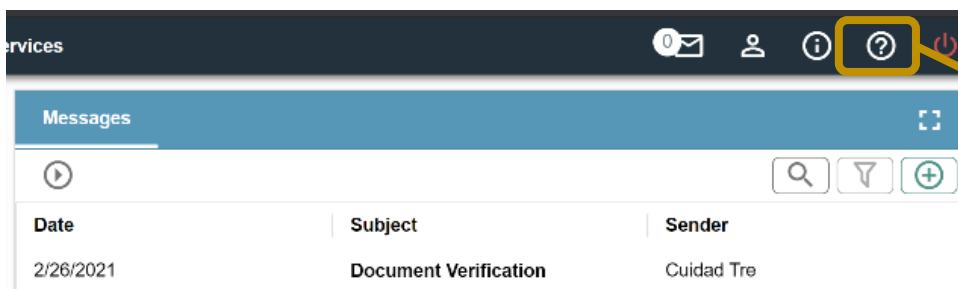 ervices
0
Messages
Date Subject Sender
2/26/2021 Document Verification Cuidad Tre